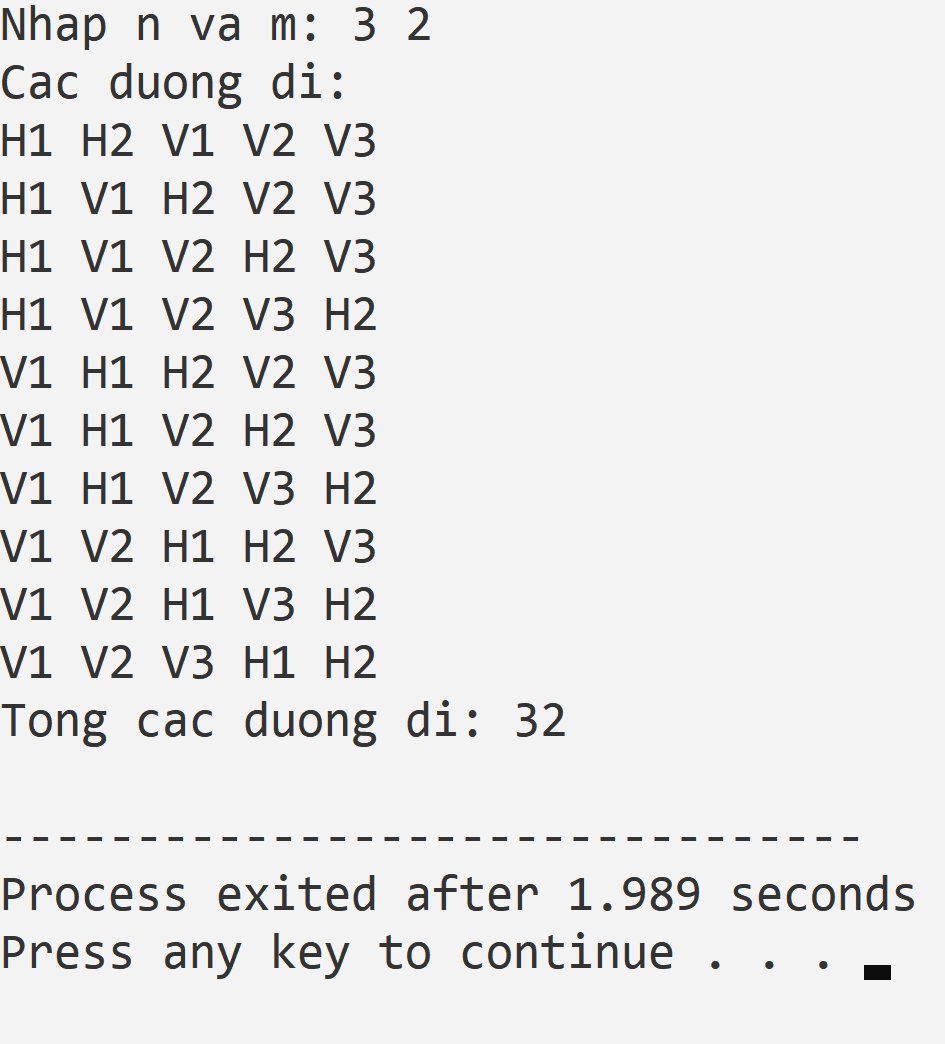 Nhap n va m: 3 2
Cac duong di:
H1 H2 V1 V2 V3
H1 V1 H2 V2 V3
H1 V1 V2 H2 V3
H1 V1 V2 V3 H2
V1 H1 H2 V2 V3
V1 H1 V2 H2 V3
V1 H1 V2 V3 H2
V1 V2 H1 H2 V3
V1 V2 H1 V3 H2
V1 V2 V3 H1 H2
Tong cac duong di: 32
--------------------------------
Process exited after 1.989 seconds
Press any key to continue . . .